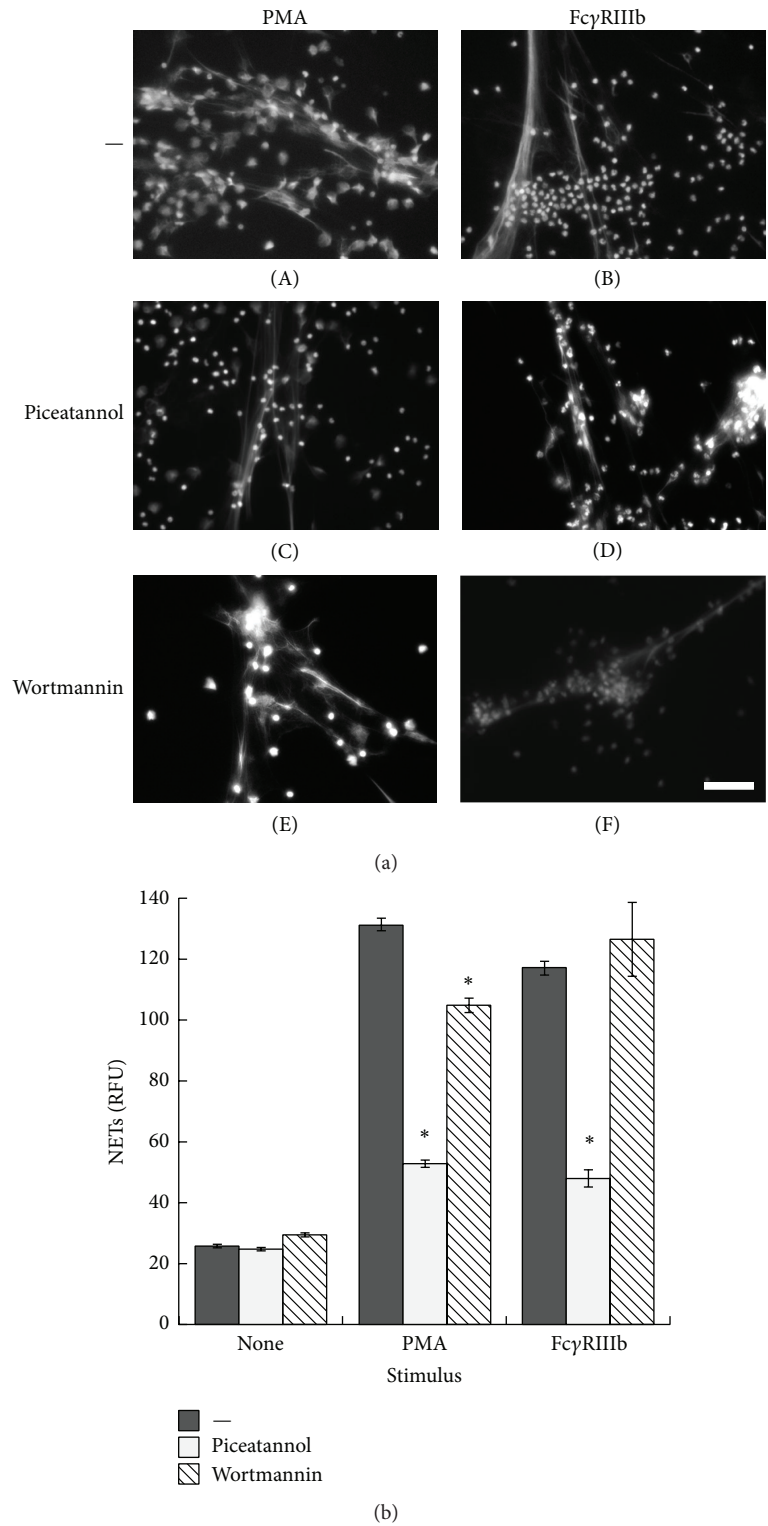 PMA
FcγRIIIb
—
(A)
(B)
Piceatannol
(C)
(D)
Wortmannin
(E)
(F)
(a)
140
120
100
80
60
40
20
0
NETs (RFU)
*
*
*
None
PMA
FcγRIIIb
Stimulus
—
Piceatannol
Wortmannin
(b)